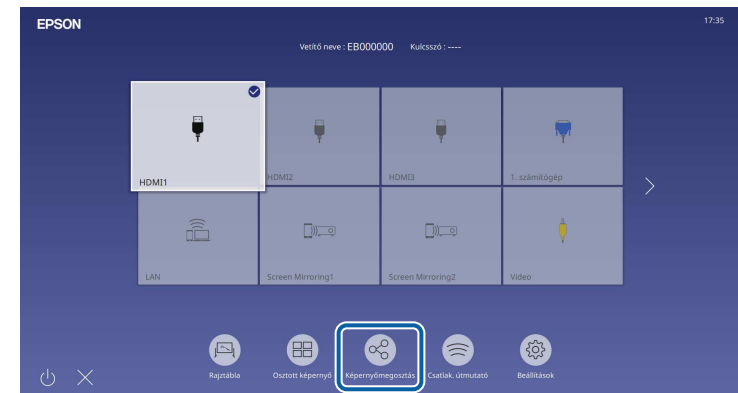 EPSON
17:35
Vetítő neve : EB000000 Kulcsszó : ----
HDMI1
HDMI2
HDMI3
1. számítógép
LAN
Screen Mirroring1
Screen Mirroring2
Video
Rajztábla
Osztott képernyő
Képernyőmegosztás
Csatlak. útmutató
Beállítások